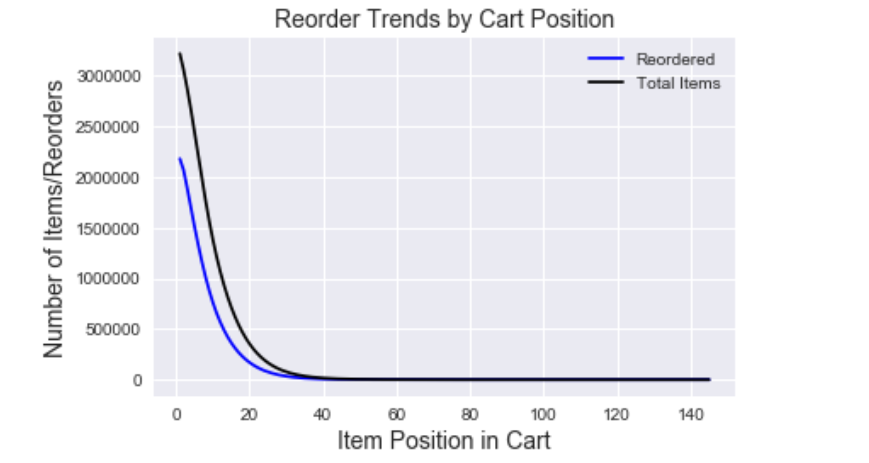 Reorder Trends by Cart Position
Reordered
Total Items
Number of Items/Reorders
3000000
2500000
2000000
1500000
1000000
500000
0
0 20 40 60 80 100 120 140
Item Position in Cart